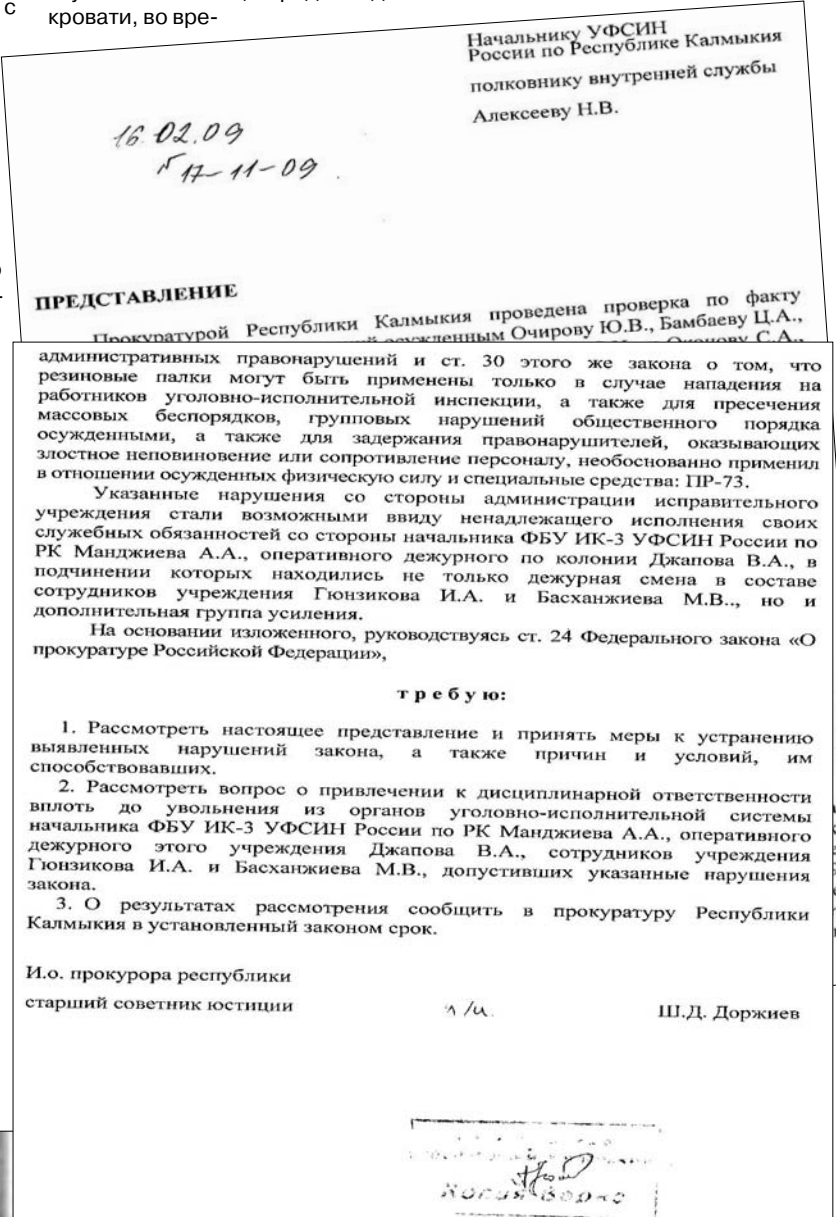 с
кровати, во вре-
Начальнику УФСИН
России по Республике Калмыкия
полковнику внутренней службы
Алексееву Н.В.
16.02.09
17-11-09
ПРЕДСТАВЛЕНИЕ
Прокуратурой Республики Калмыкия проведена проверка по факту
осужденным Очирову Ю.В., Бамбаеву Ц.А.,
административных правонарушений и ст. 30 этого же закона о том, что
резиновые палки могут быть применены только в случае нападения на
работников уголовно-исполнительной инспекции, а также для пресечения
массовых беспорядков, групповых нарушений общественного порядка
осужденными, а также для задержания правонарушителей, оказывающих
злостное неповиновение или сопротивление персоналу, необоснованно применил
в отношении осужденных физическую силу и специальные средства: ПР-73.
Указанные нарушения со стороны администрации исправительного
учреждения стали возможными ввиду ненадлежащего исполнения своих
служебных обязанностей со стороны начальника ФБУ ИК-3 УФСИН России по
РК Манджиева А.А., оперативного дежурного по колонии Джапова В.А., в
подчинении которых находились не только дежурная смена в составе
сотрудников учреждения Гюнзикова И.А. и Басханжиева М.В.., но и
дополнительная группа усиления.
На основании изложенного, руководствуясь ст. 24 Федерального закона «О
прокуратуре Российской Федерации»,
т р е б у ю:
1. Рассмотреть настоящее представление и принять меры к устранению
выявленных нарушений закона, а также причин и условий, им
способствовавших.
2. Рассмотреть вопрос о привлечении к дисциплинарной ответственности
вплоть до увольнения из органов уголовно-исполнительной системы
начальника ФБУ ИК-3 УФСИН России по РК Манджиева А.А., оперативного
дежурного этого учреждения Джапова В.А., сотрудников учреждения
Гюнзикова И.А. и Басханжиева М.В., допустивших указанные нарушения
закона.
3. О результатах рассмотрения сообщить в прокуратуру Республики
Калмыкия в установленный законом срок.
И.о. прокурора республики
старший советник юстиции
п/и
Ш.Д. Доржиев
Копия верна